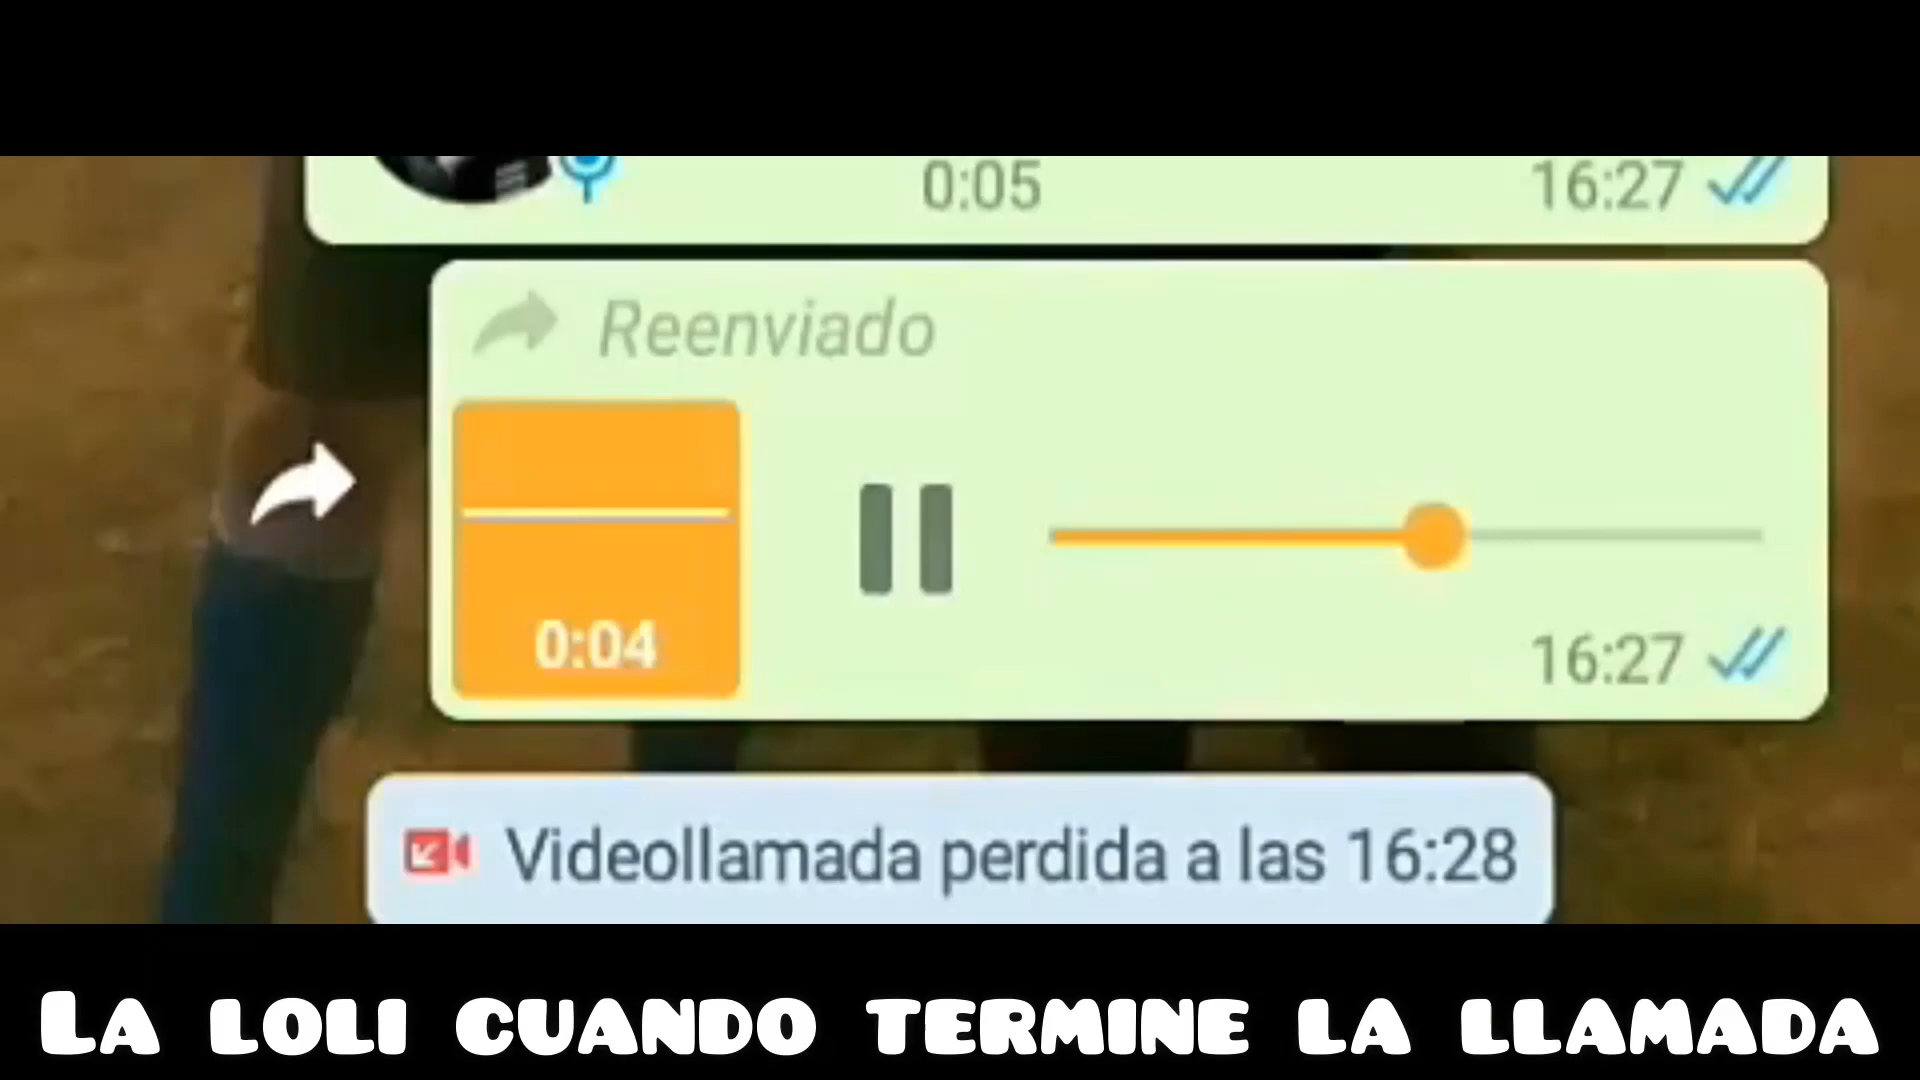 0:05 16:27
Reenviado
0:04
16:27
Videollamada perdida a las 16:28
La loli cuando termine la llamada